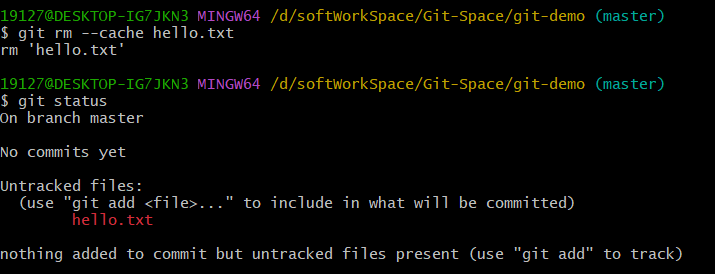 19127@DESKTOP-IG7JKN3 MINGW64 /d/softWorkSpace/Git-Space/git-demo (master)
$ git rm --cache hello.txt
rm 'hello.txt'
19127@DESKTOP-IG7JKN3 MINGW64 /d/softWorkSpace/Git-Space/git-demo (master)
$ git status
On branch master
No commits yet
Untracked files:
(use "git add <file>..." to include in what will be committed)
hello.txt
nothing added to commit but untracked files present (use "git add" to track)